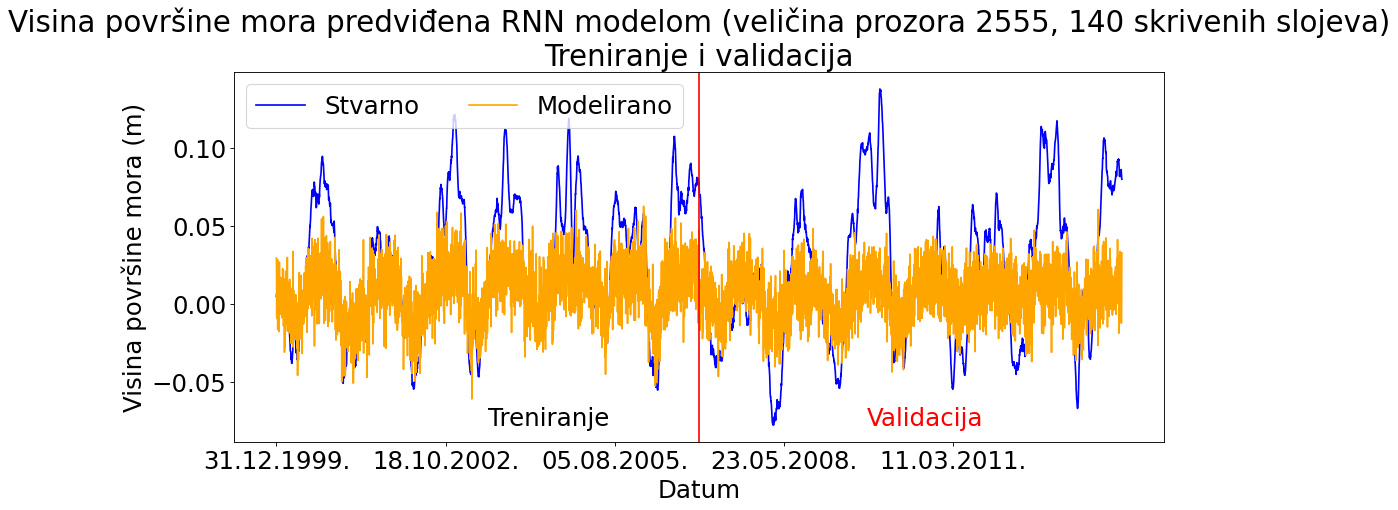 Visina površine mora predviđena RNN modelom (veličina prozora 2555, 140 skrivenih slojeva)
Treniranje i validacija
Stvarno Modelirano
Visina površine mora (m)
0.10
0.05
0.00
−0.05
Treniranje Validacija
31.12.1999. 18.10.2002. 05.08.2005. 23.05.2008. 11.03.2011.
Datum